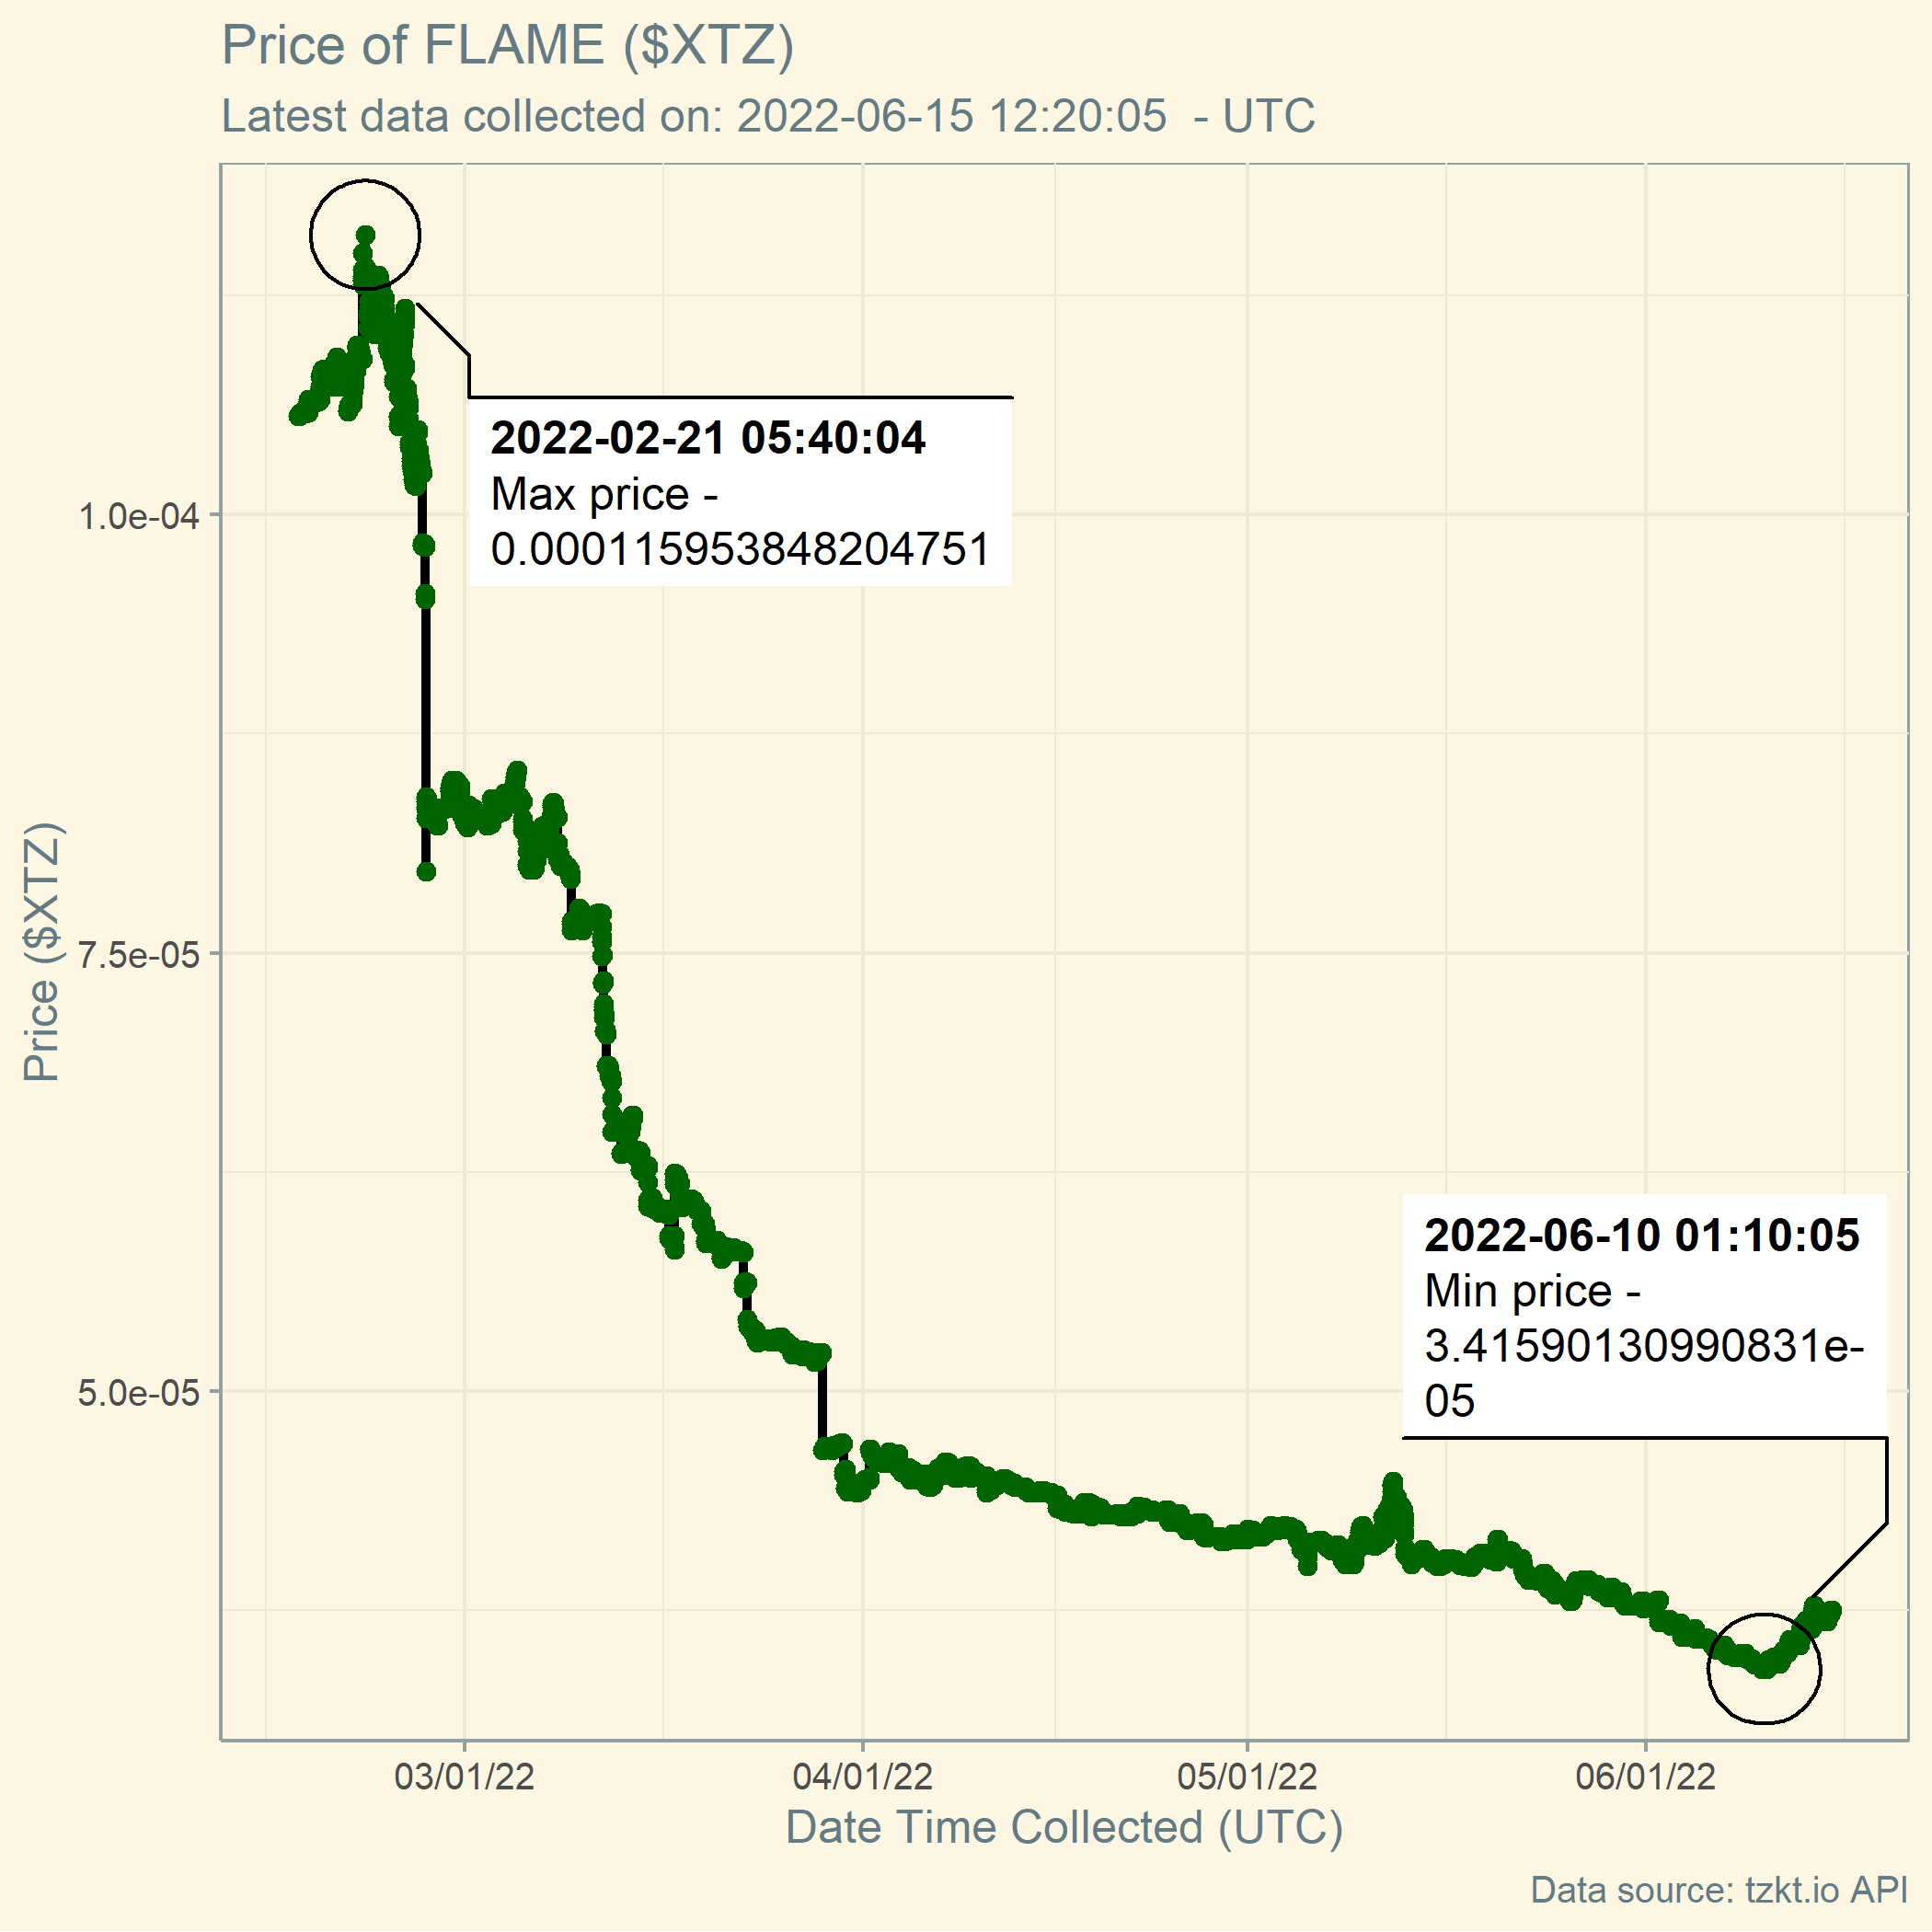 Price of FLAME ($XTZ)
Latest data collected on: 2022-06-15 12:20:05  - UTC
2022-02-21 05:40:04
Max price -
0.000115953848204751
1.0e-04
7.5e-05
5.0e-05
Price ($XTZ)
2022-06-10 01:10:05
Min price -
3.41590130990831e-
05
03/01/22
04/01/22
05/01/22
06/01/22
Date Time Collected (UTC)
Data source: tzkt.io API